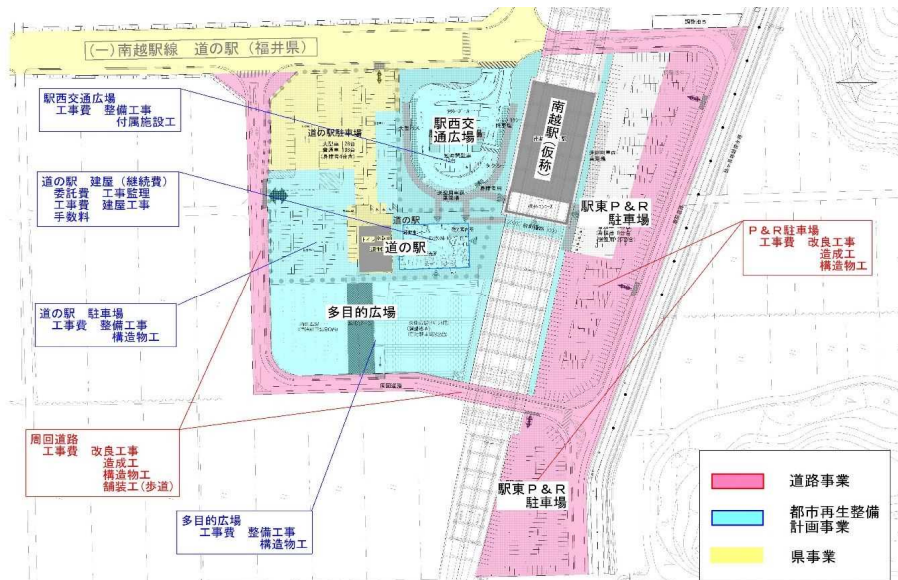 (一)南越駅線 道の駅(福井県)
駅西交通広場
工事費 整備工事
付属施設工
道の駅駐車場
駅西交
通広場
南越駅(仮称)
道の駅 建屋(継続費)
委託費 工事監理
工事費 建屋工事
手数料
道の駅
道の駅
駅東P&R
駐車場
P&R駐車場
工事費 改良工事
造成工
構造物工
道の駅 駐車場
工事費 整備工事
構造物工
多目的広場
周回道路
周回道路
工事費 改良工事
造成工
構造物工
舗装工(歩道)
駅東P&R
駐車場
多目的広場
工事費 整備工事
構造物工
道路事業
都市再生整備
計画事業
県事業